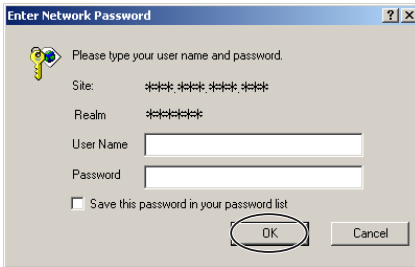 Enter Network Password
Please type your user name and password.
Site: ***.***.***.***
Realm ******
User Name
Password
Save this password in your password list
OK Cancel